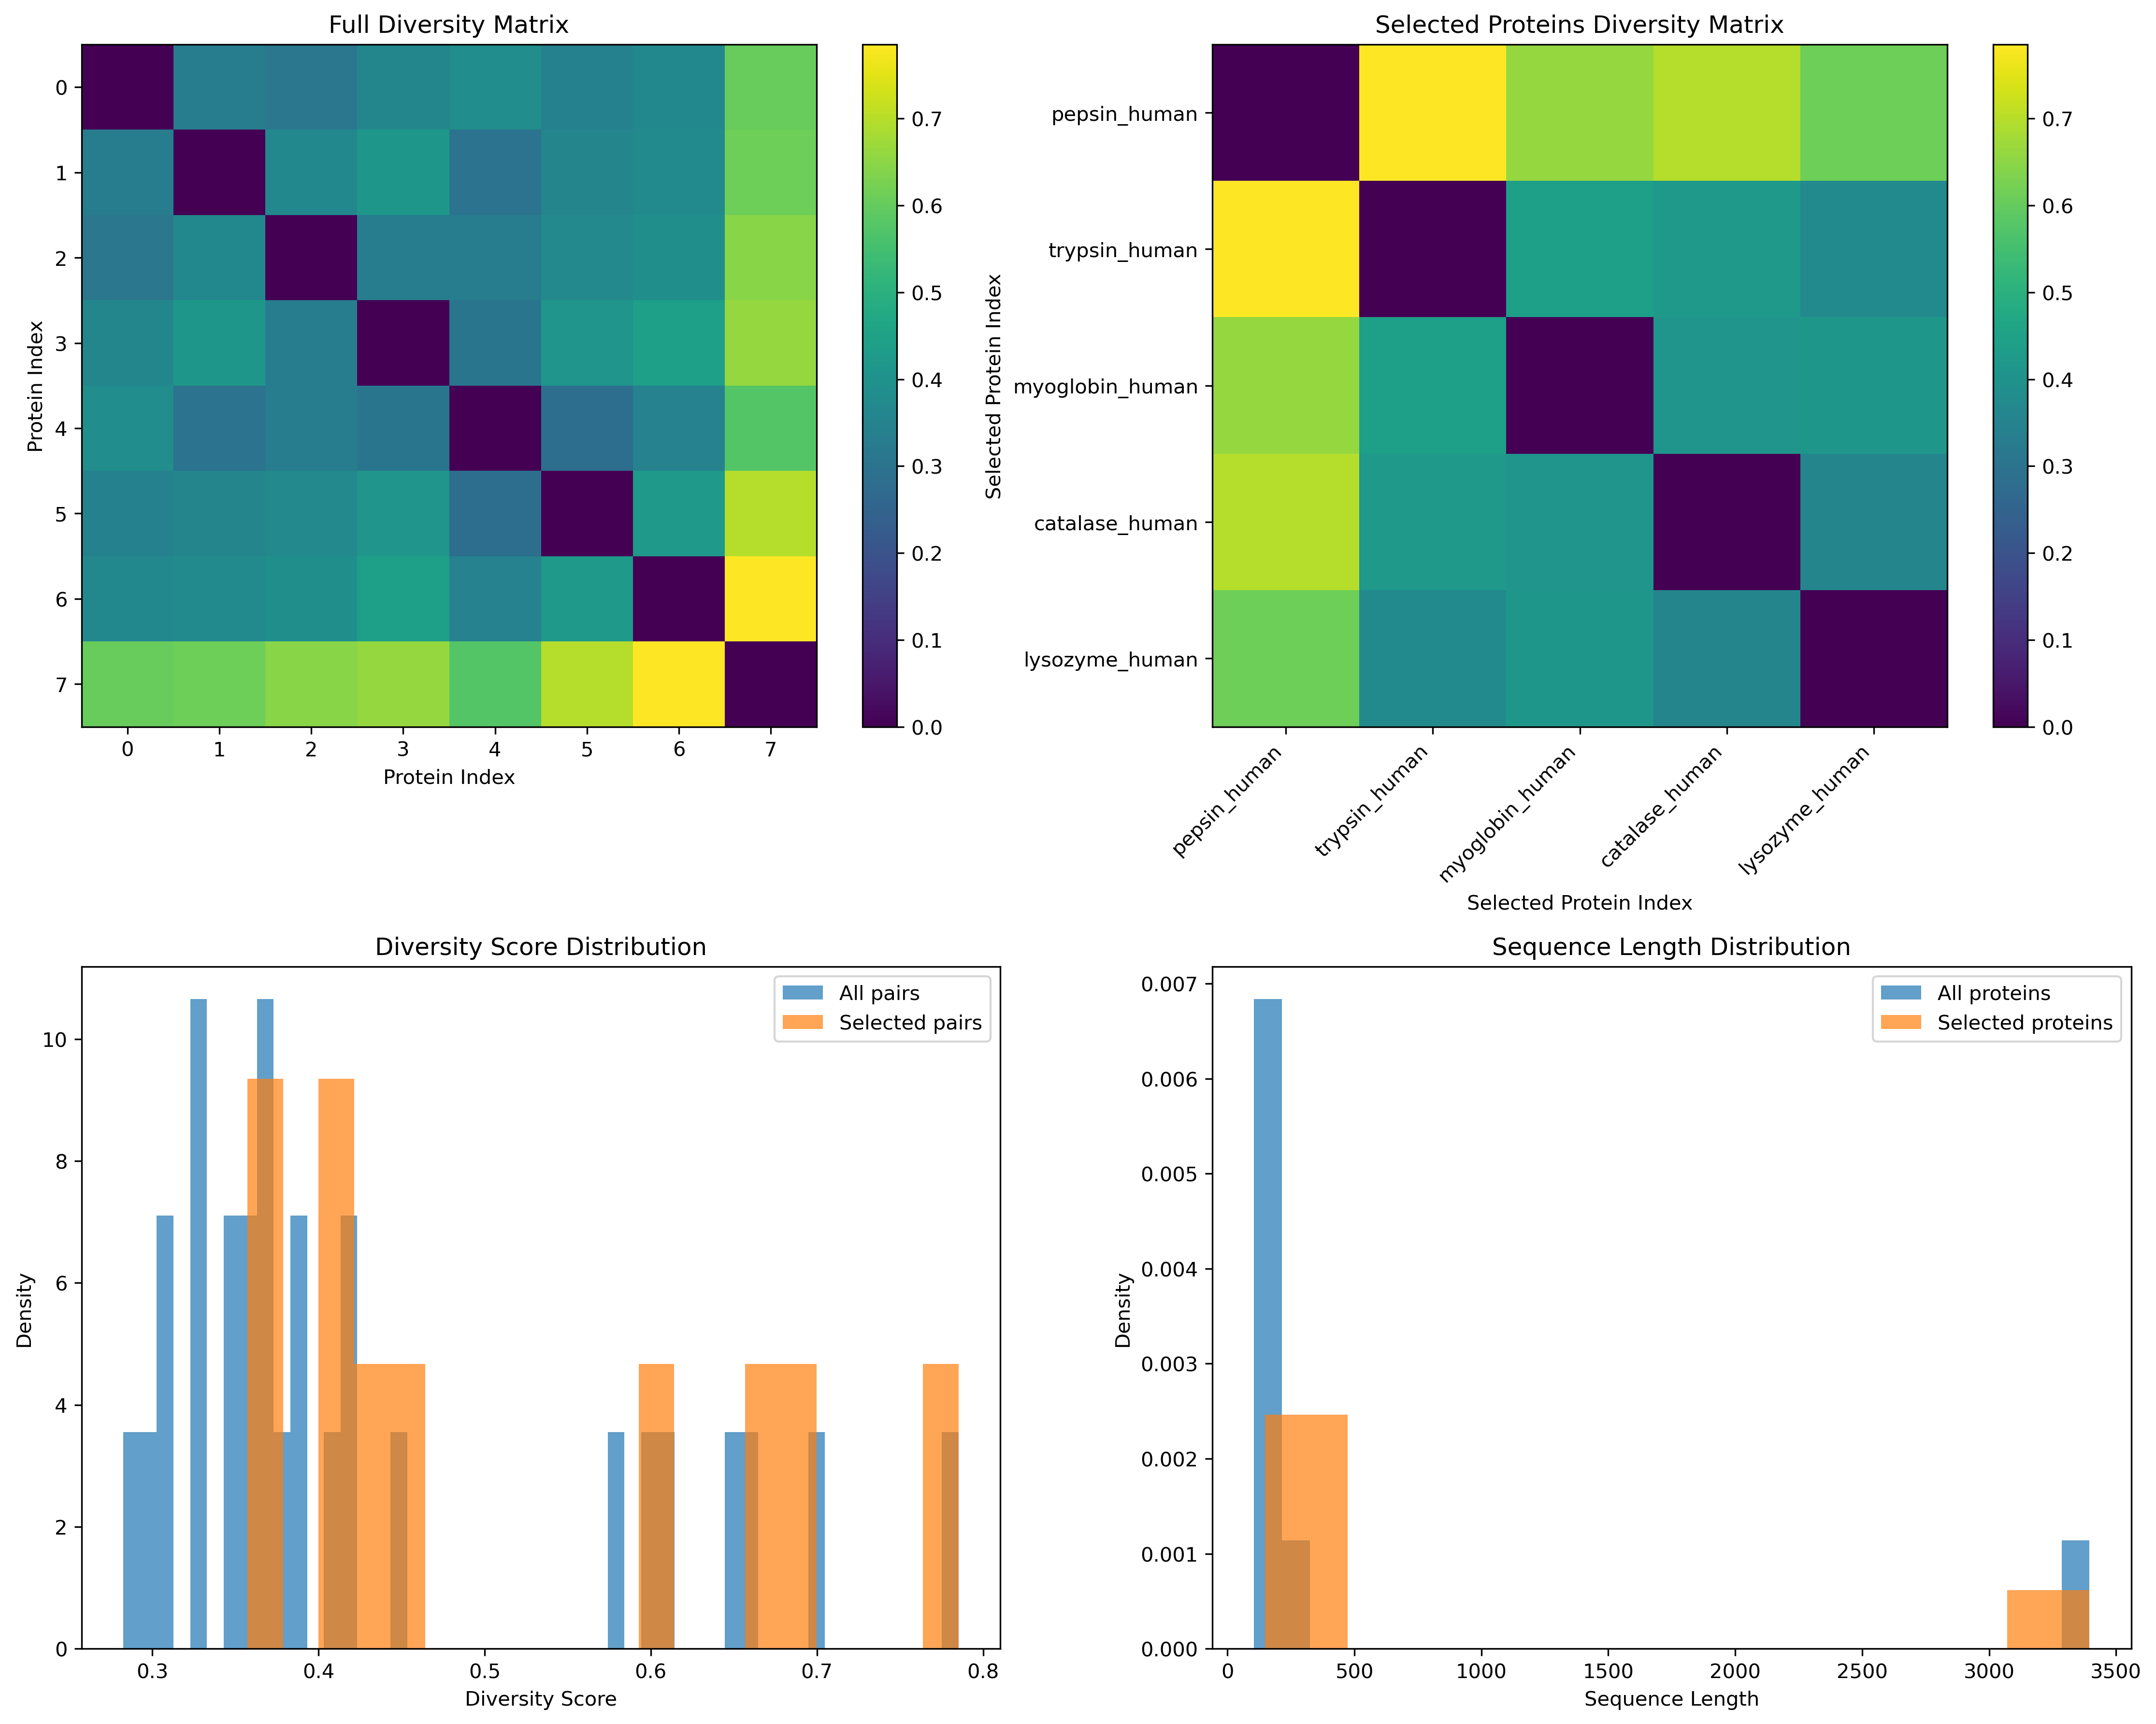 Full Diversity Matrix
Protein Index
0
1
2
3
4
5
6
7
0 1 2 3 4 5 6 7
Protein Index
0.7
0.6
0.5
0.4
0.3
0.2
0.1
0.0
Selected Proteins Diversity Matrix
Selected Protein Index
pepsin_human
trypsin_human
myoglobin_human
catalase_human
lysozyme_human
pepsin_human
trypsin_human
myoglobin_human
catalase_human
lysozyme_human
Selected Protein Index
0.7
0.6
0.5
0.4
0.3
0.2
0.1
0.0
Diversity Score Distribution
All pairs
Selected pairs
Density
10
8
6
4
2
0
0.3 0.4 0.5 0.6 0.7 0.8
Diversity Score
Sequence Length Distribution
All proteins
Selected proteins
Density
0.007
0.006
0.005
0.004
0.003
0.002
0.001
0.000
0 500 1000 1500 2000 2500 3000 3500
Sequence Length